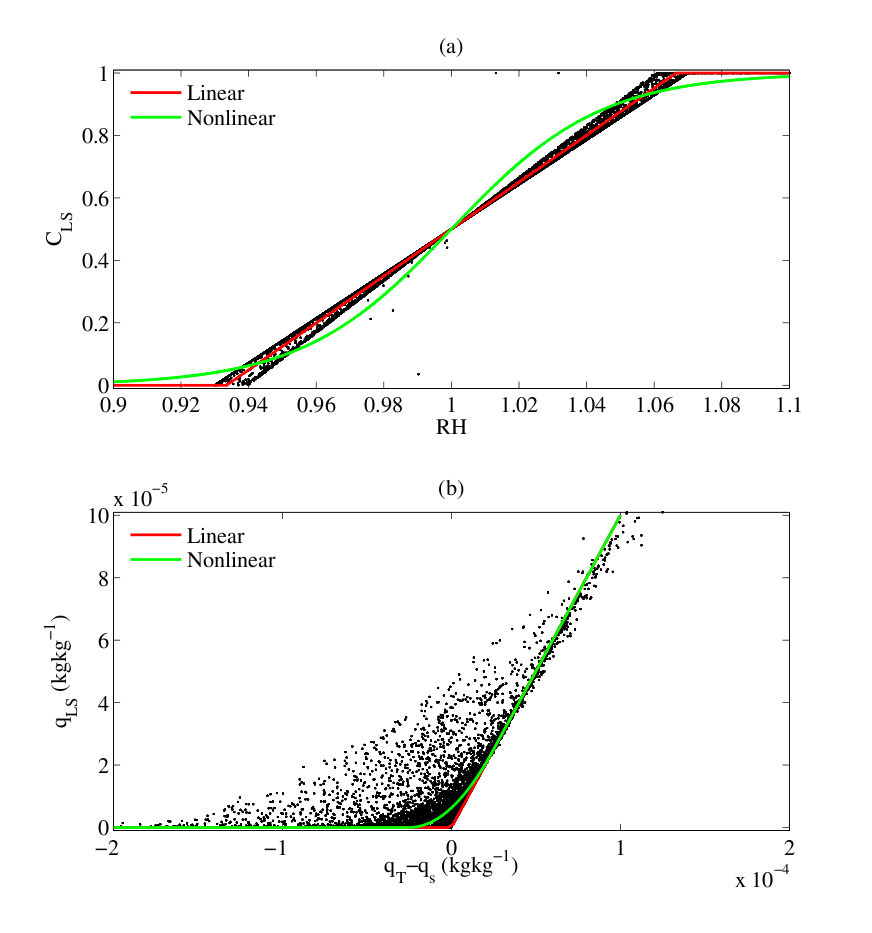 (a)
1
0.8
0.6
0.4
0.2
0
C_LS
Linear
Nonlinear
0.9 0.92 0.94 0.96 0.98 1 1.02 1.04 1.06 1.08 1.1
RH
(b)
x 10^−5
10
8
6
4
2
0
q_LS (kgkg^−1)
Linear
Nonlinear
−2 −1 0 1 2
q_T−q_s (kgkg^−1)
x 10^−4